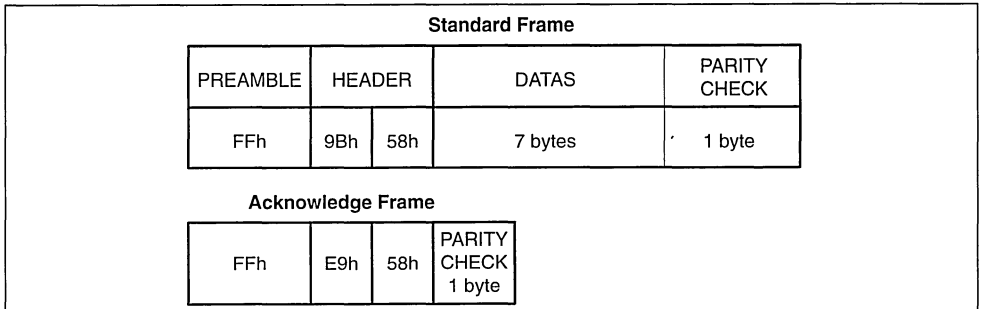 Standard Frame
PREAMBLE HEADER DATAS PARITY CHECK
FFh 9Bh 58h 7 bytes 1 byte
Acknowledge Frame
FFh E9h 58h PARITY CHECK 1 byte